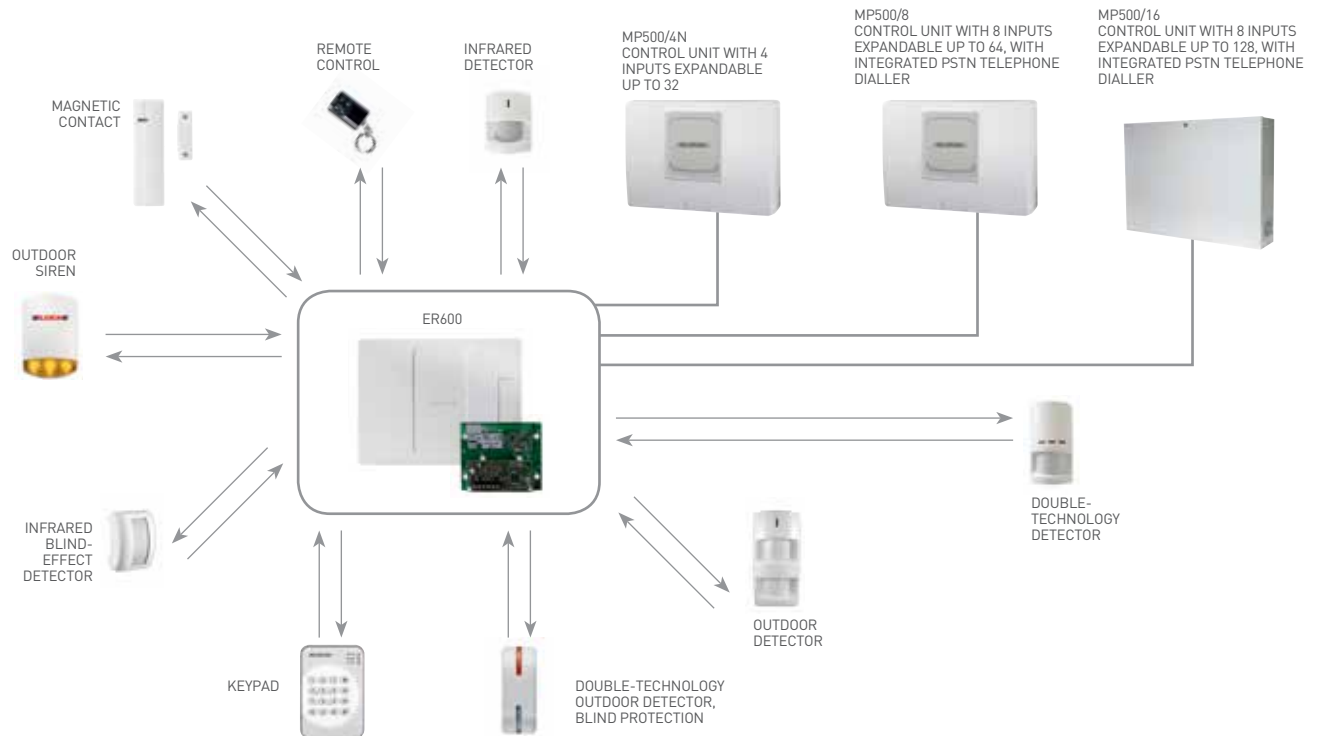 MP500/4N
CONTROL UNIT WITH 4
INPUTS EXPANDABLE
UP TO 32
MP500/8
CONTROL UNIT WITH 8 INPUTS
EXPANDABLE UP TO 64, WITH
INTEGRATED PSTN TELEPHONE
DIALLER
MP500/16
CONTROL UNIT WITH 8 INPUTS
EXPANDABLE UP TO 128, WITH
INTEGRATED PSTN TELEPHONE
DIALLER
REMOTE
CONTROL
INFRARED
DETECTOR
MAGNETIC
CONTACT
OUTDOOR
SIREN
ER600
INFRARED
BLIND-
EFFECT
DETECTOR
DOUBLE-
TECHNOLOGY
DETECTOR
OUTDOOR
DETECTOR
KEYPAD
DOUBLE-TECHNOLOGY
OUTDOOR DETECTOR,
BLIND PROTECTION